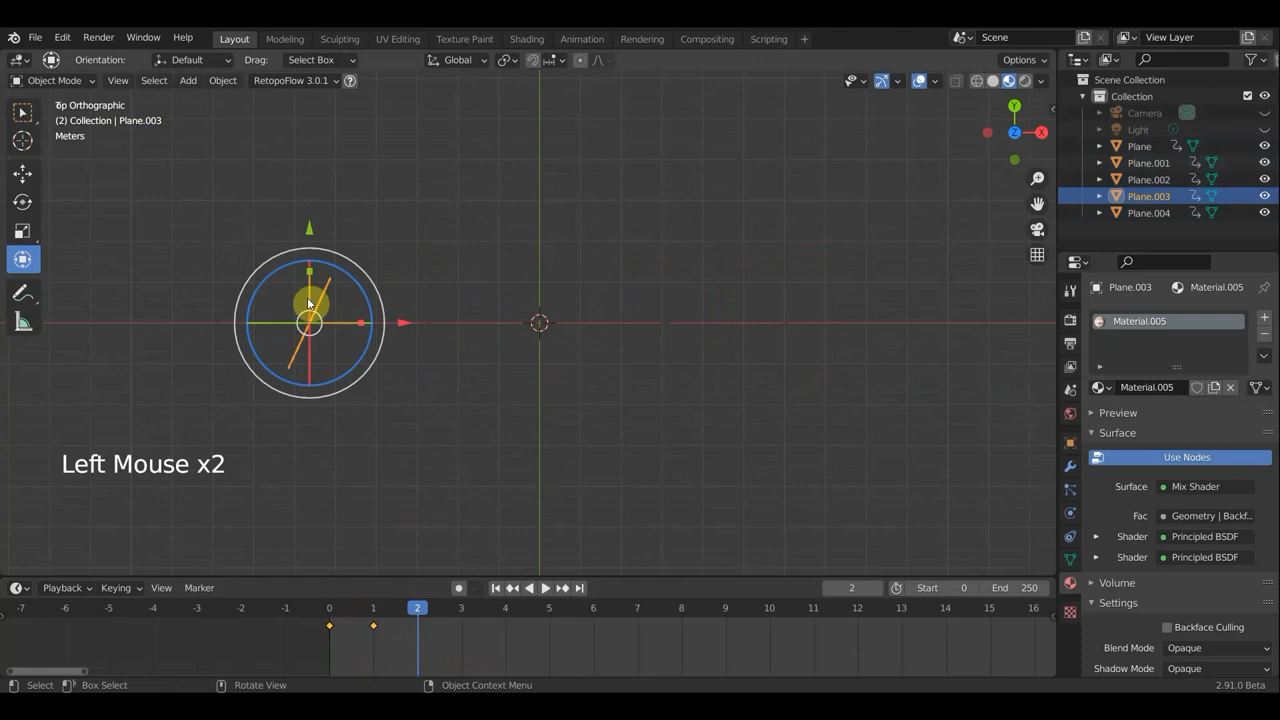 File Edit Render Window Help Layout Modeling Sculpting UV Editing Texture Paint Shading Animation Rendering Compositing Scripting + Scene View Layer
Orientation: Default Drag: Select Box Global Options
Object Mode View Select Add Object RetopoFlow 3.0.1
Scene Collection
Collection
Camera
Light
Plane
Plane.001
Plane.002
Plane.003
Plane.004
Top Orthographic
(2) Collection | Plane.003
Meters
Y
Z
X
Left Mouse x2
Plane.003 Material.005
Material.005
Material.005
Preview
Surface
Use Nodes
Surface Mix Shader
Fac Geometry | Backf...
Shader Principled BSDF
Shader Principled BSDF
Volume
Settings
Backface Culling
Blend Mode Opaque
Shadow Mode Opaque
Playback Keying View Marker 2 Start 0 End 250
-7 -6 -5 -4 -3 -2 -1 0 1 2 3 4 5 6 7 8 9 10 11 12 13 14 15 16
Select Box Select Rotate View Object Context Menu 2.91.0 Beta